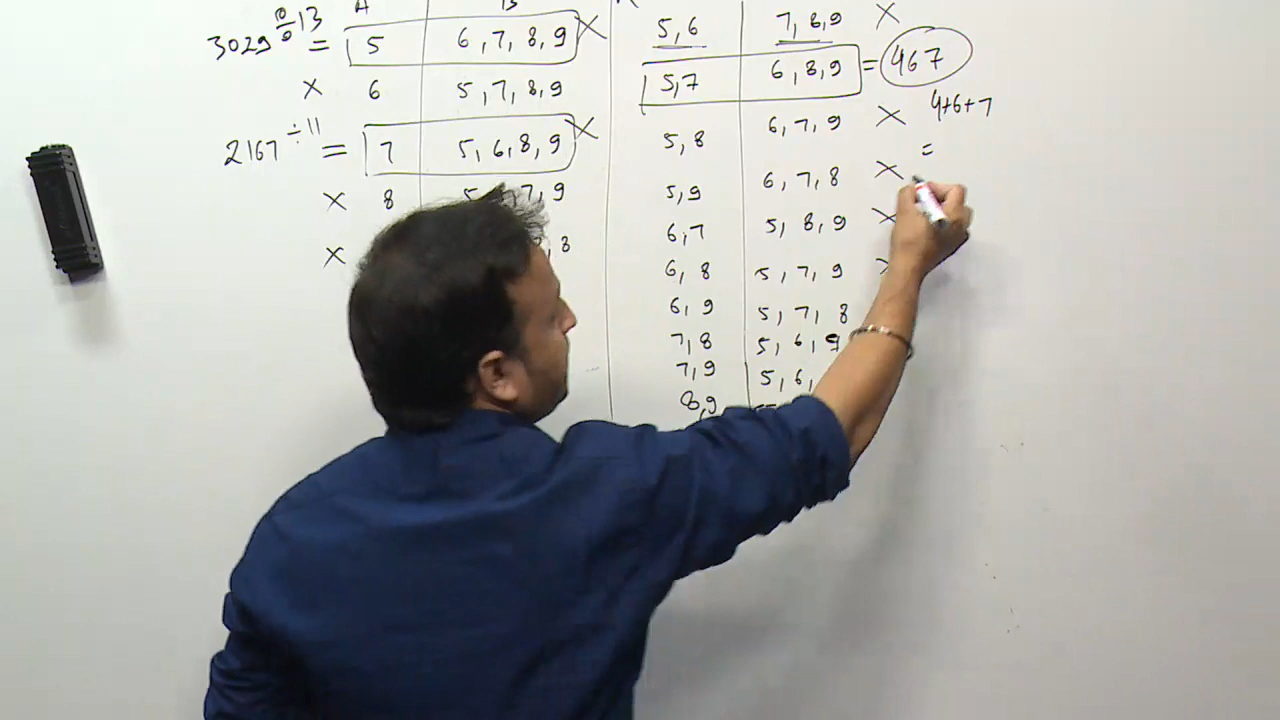 A B
3029 ÷ 13 = 5 6, 7, 8, 9 X
X 6 5, 7, 8, 9
2167 ÷ 11 = 7 5, 6, 8, 9 X
X 8 7, 9
X 8
5, 6 7, 8, 9 X
5, 7 6, 8, 9 = 467
5, 8 6, 7, 9 X 4+6+7
=
5, 9 6, 7, 8 X
6, 7 5, 8, 9 X
6, 8 5, 7, 9
6, 9 5, 7, 8
7, 8 5, 6, 9
7, 9 5, 6,
8, 9